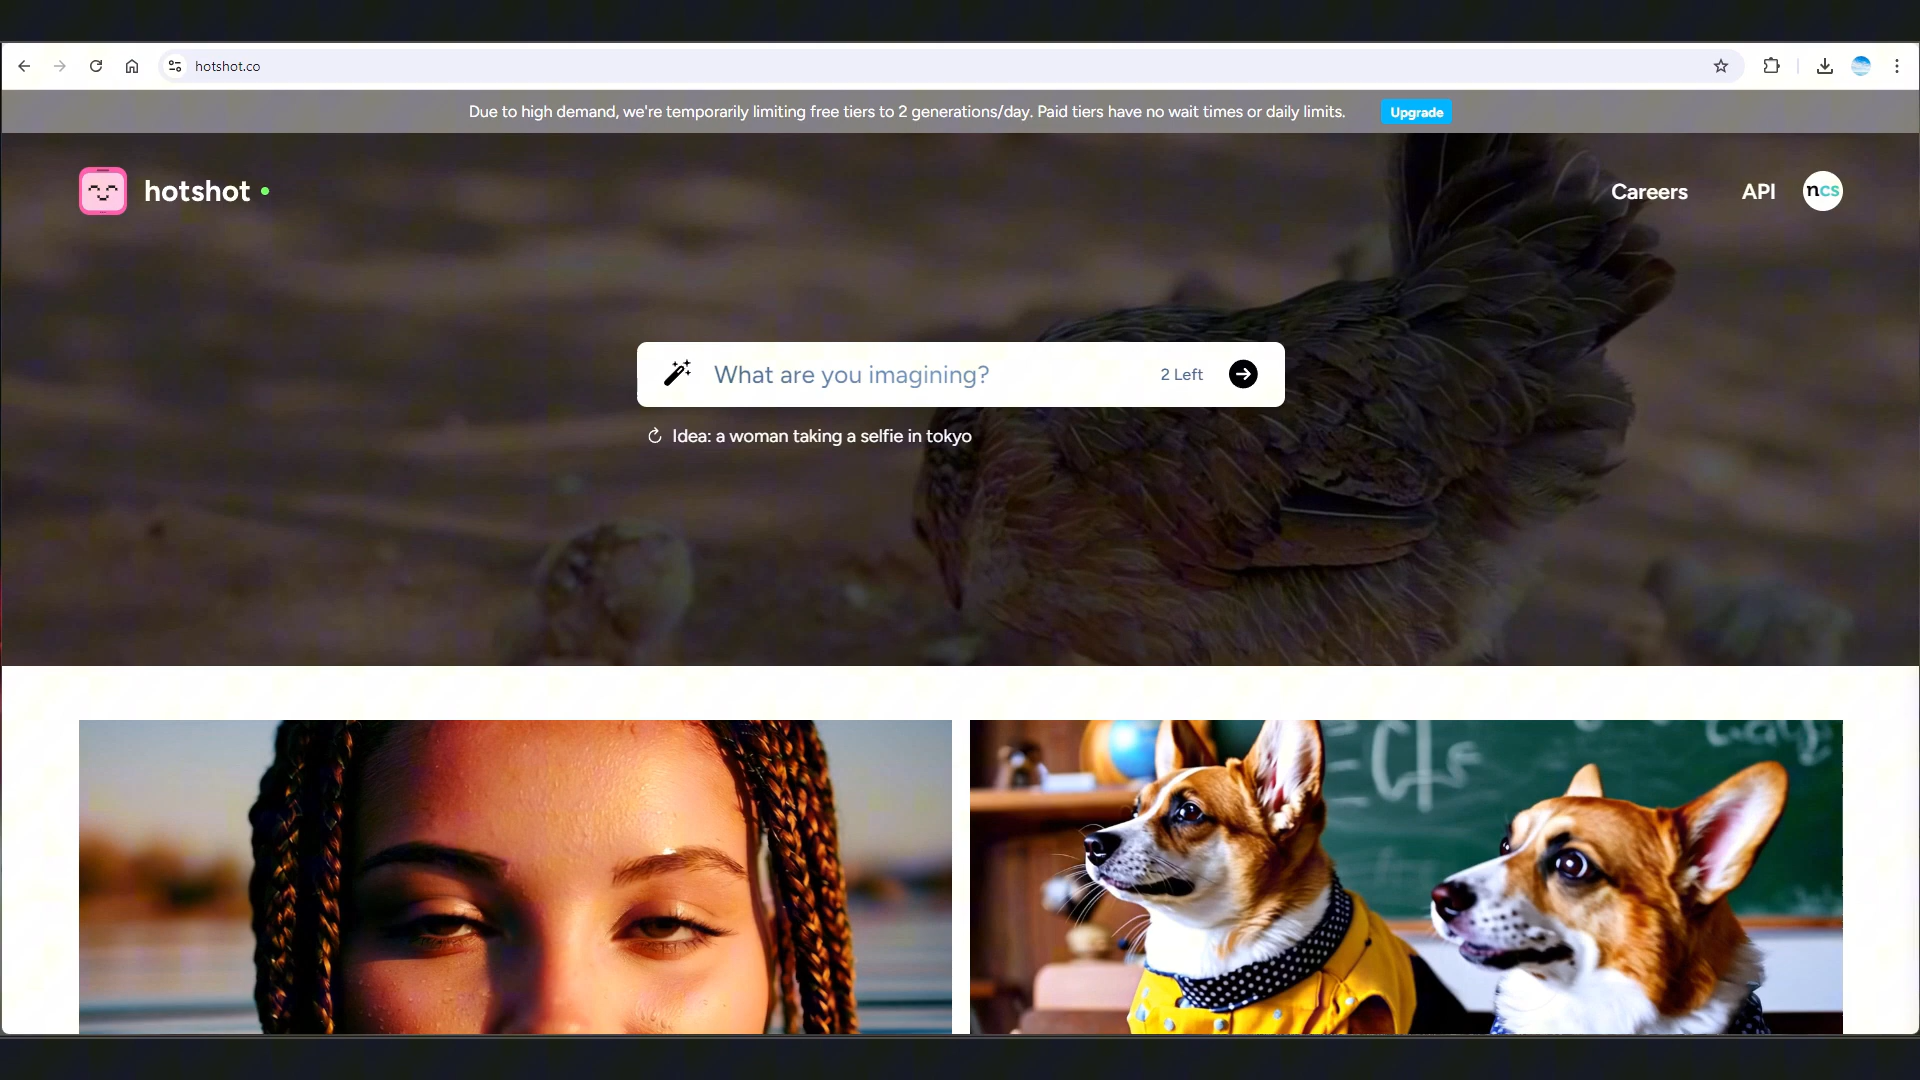 hotshot.co
Due to high demand, we're temporarily limiting free tiers to 2 generations/day. Paid tiers have no wait times or daily limits. Upgrade
hotshot Careers API ncs
What are you imagining? 2 Left
Idea: a woman taking a selfie in tokyo